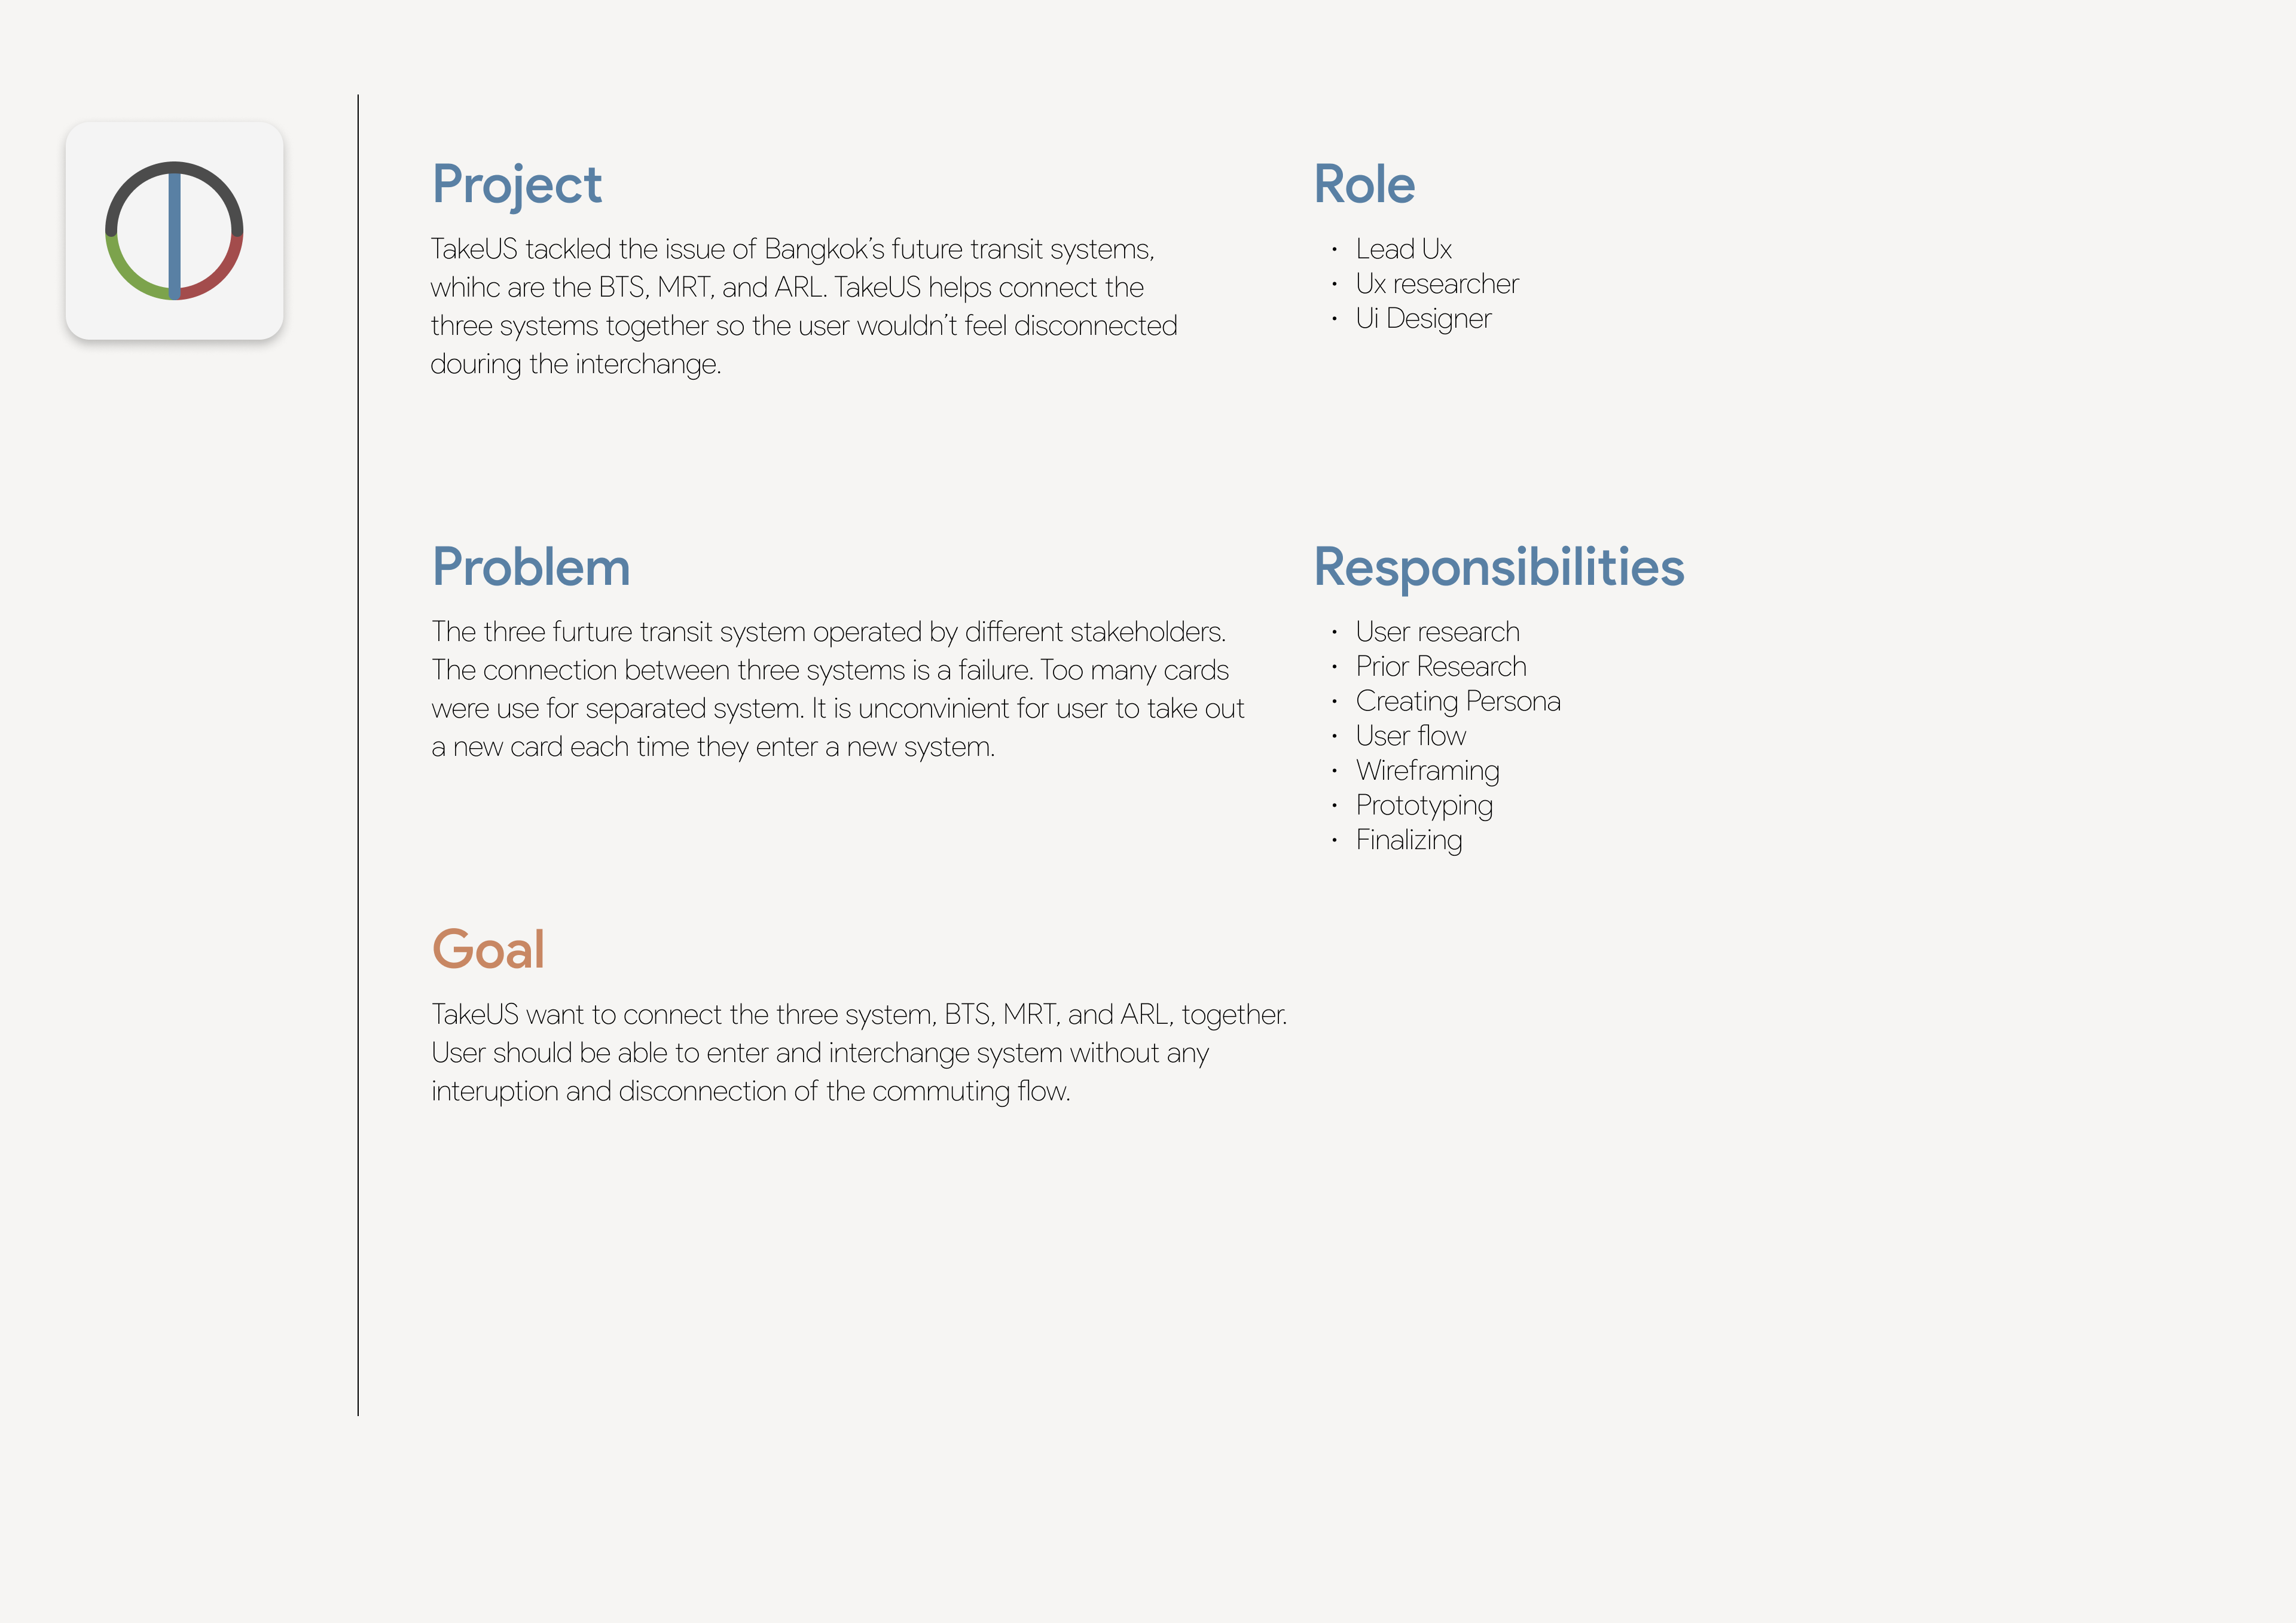 Project
TakeUS tackled the issue of Bangkok’s future transit systems,
whihc are the BTS, MRT, and ARL. TakeUS helps connect the
three systems together so the user wouldn’t feel disconnected
douring the interchange.
Role
• Lead Ux
• Ux researcher
• Ui Designer
Problem
The three furture transit system operated by different stakeholders.
The connection between three systems is a failure. Too many cards
were use for separated system. It is unconvinient for user to take out
a new card each time they enter a new system.
Responsibilities
• User research
• Prior Research
• Creating Persona
• User flow
• Wireframing
• Prototyping
• Finalizing
Goal
TakeUS want to connect the three system, BTS, MRT, and ARL, together.
User should be able to enter and interchange system without any
interuption and disconnection of the commuting flow.